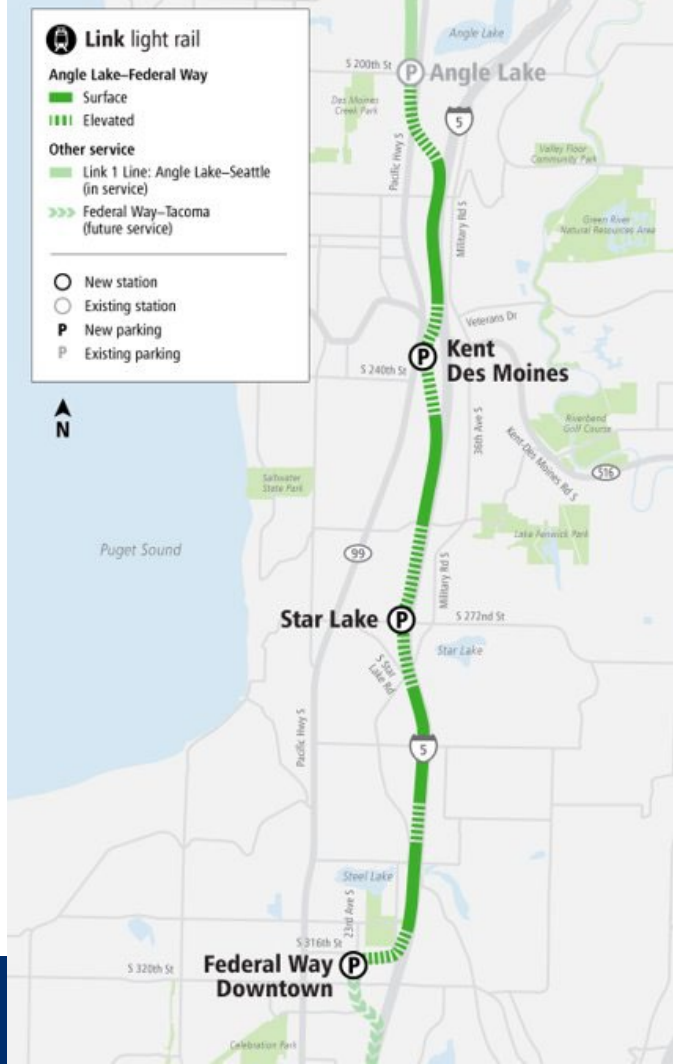 Link light rail
Angle Lake–Federal Way
Surface
Elevated
Other service
Link 1 Line: Angle Lake–Seattle
(in service)
Federal Way–Tacoma
(future service)
New station
Existing station
P New parking
P Existing parking
N
Angle Lake
S 200th St
P Angle Lake
Des Moines
Creek Park
5
Pacific Hwy S
Valley Floor
Community Park
Military Rd S
Green River
Natural Resources Area
Veterans Dr
P Kent
Des Moines
S 240th St
36th Ave S
Riverbend
Golf Course
Kent-Des Moines Rd S
516
Saltwater
State Park
Lake Fenwick Park
Puget Sound
99
Military Rd S
Star Lake P
S 272nd St
Star Lake
S Star
Lake Rd
Pacific Hwy S
5
Steel Lake
23rd Ave S
S 316th St
Federal Way P
Downtown
S 320th St
Celebration Park